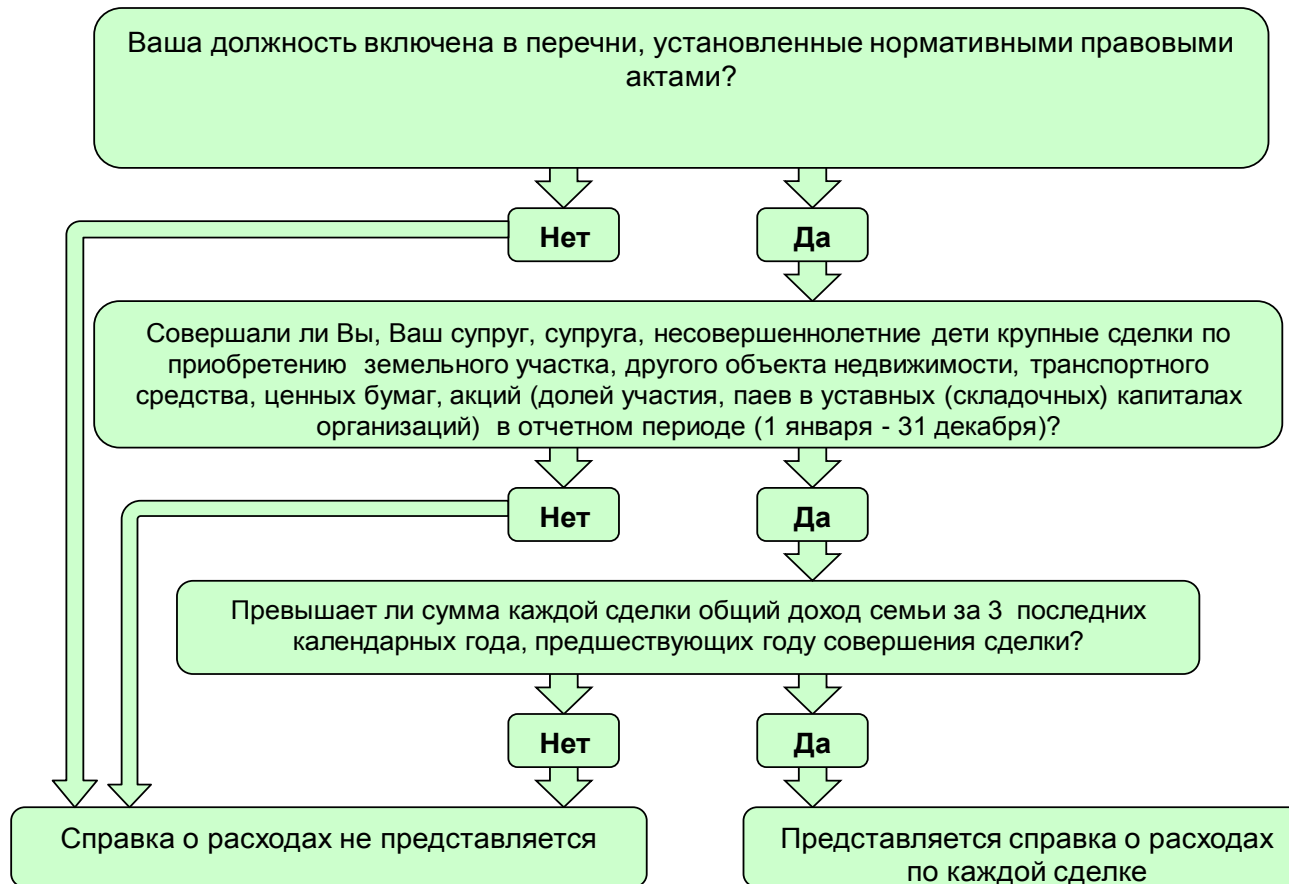 Ваша должность включена в перечни, установленные нормативными правовыми
актами?
Нет
Да
Совершали ли Вы, Ваш супруг, супруга, несовершеннолетние дети крупные сделки по
приобретению земельного участка, другого объекта недвижимости, транспортного
средства, ценных бумаг, акций (долей участия, паев в уставных (складочных) капиталах
организаций) в отчетном периоде (1 января - 31 декабря)?
Нет
Да
Превышает ли сумма каждой сделки общий доход семьи за 3 последних
календарных года, предшествующих году совершения сделки?
Нет
Да
Справка о расходах не представляется
Представляется справка о расходах
по каждой сделке